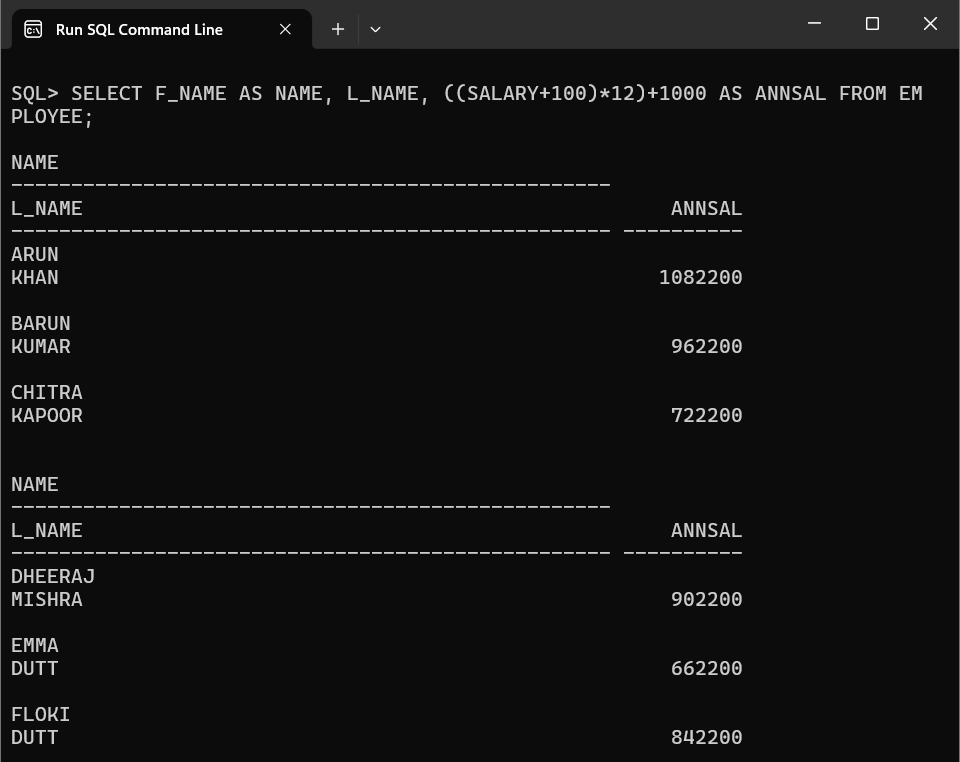 Run SQL Command Line
SQL> SELECT F_NAME AS NAME, L_NAME, ((SALARY+100)*12)+1000 AS ANNSAL FROM EM
PLOYEE;
NAME
--------------------------------------------------
L_NAME ANNSAL
-------------------------------------------------- ----------
ARUN
KHAN 1082200
BARUN
KUMAR 962200
CHITRA
KAPOOR 722200
NAME
--------------------------------------------------
L_NAME ANNSAL
-------------------------------------------------- ----------
DHEERAJ
MISHRA 902200
EMMA
DUTT 662200
FLOKI
DUTT 842200